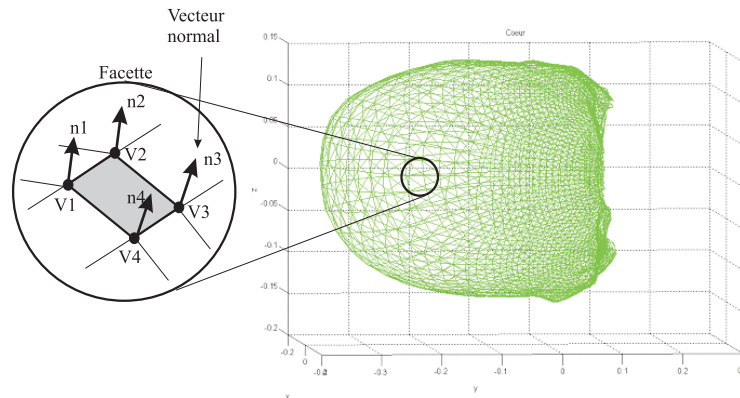 Vecteur
normal
Facette
n1
n2
n3
n4
V1
V2
V3
V4
Coeur
0.15
0.1
0.05
0
-0.05
-0.1
-0.15
-0.2
z
-0.2
0
-0.3
-0.2
-0.1
0
0.1
0.2
y